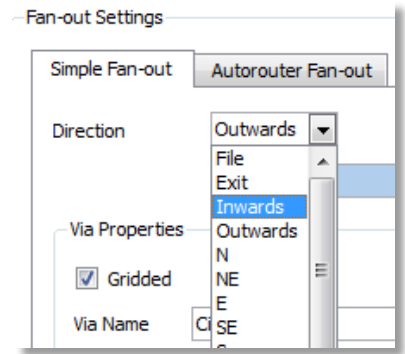 Fan-out Settings
Simple Fan-out Autorouter Fan-out
Direction Outwards
File
Exit
Inwards
Via Properties Outwards
N
Gridded NE
E
Via Name Ci SE